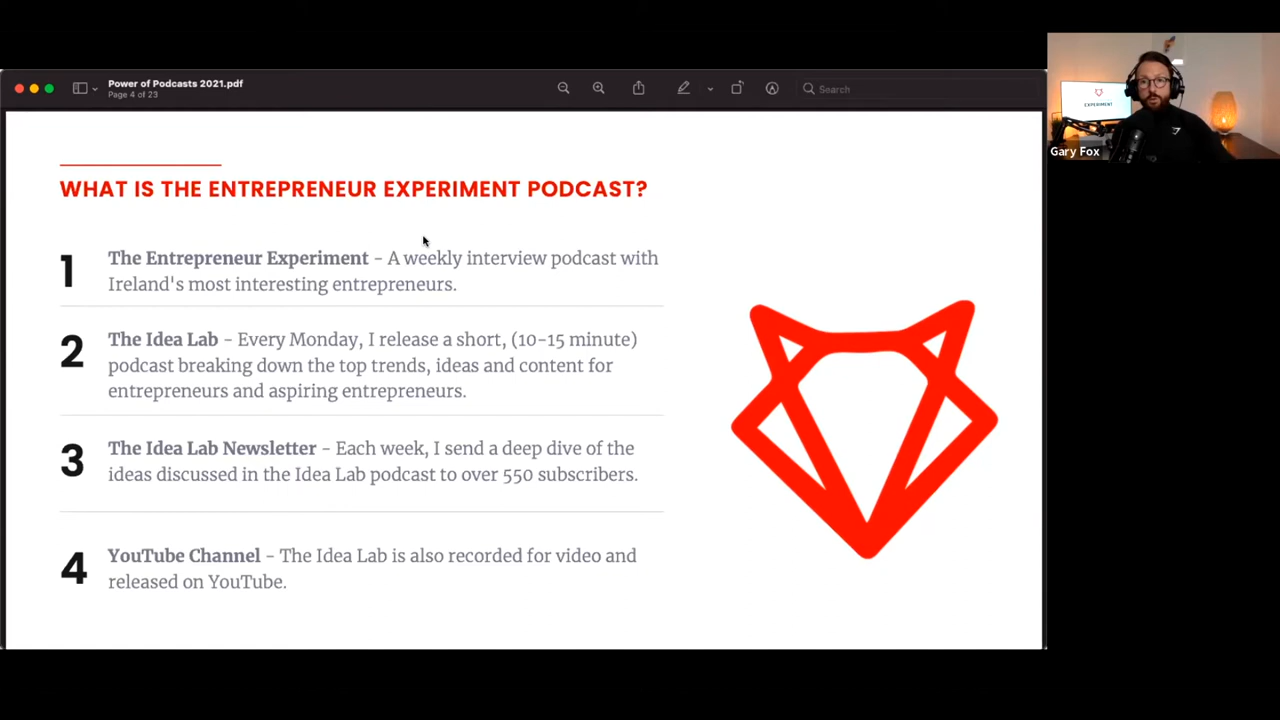 Power of Podcasts 2021.pdf
Page 4 of 23
Search
Gary Fox
EXPERIMENT
WHAT IS THE ENTREPRENEUR EXPERIMENT PODCAST?
1
The Entrepreneur Experiment - A weekly interview podcast with
Ireland's most interesting entrepreneurs.
2
The Idea Lab - Every Monday, I release a short, (10-15 minute)
podcast breaking down the top trends, ideas and content for
entrepreneurs and aspiring entrepreneurs.
3
The Idea Lab Newsletter - Each week, I send a deep dive of the
ideas discussed in the Idea Lab podcast to over 550 subscribers.
4
YouTube Channel - The Idea Lab is also recorded for video and
released on YouTube.